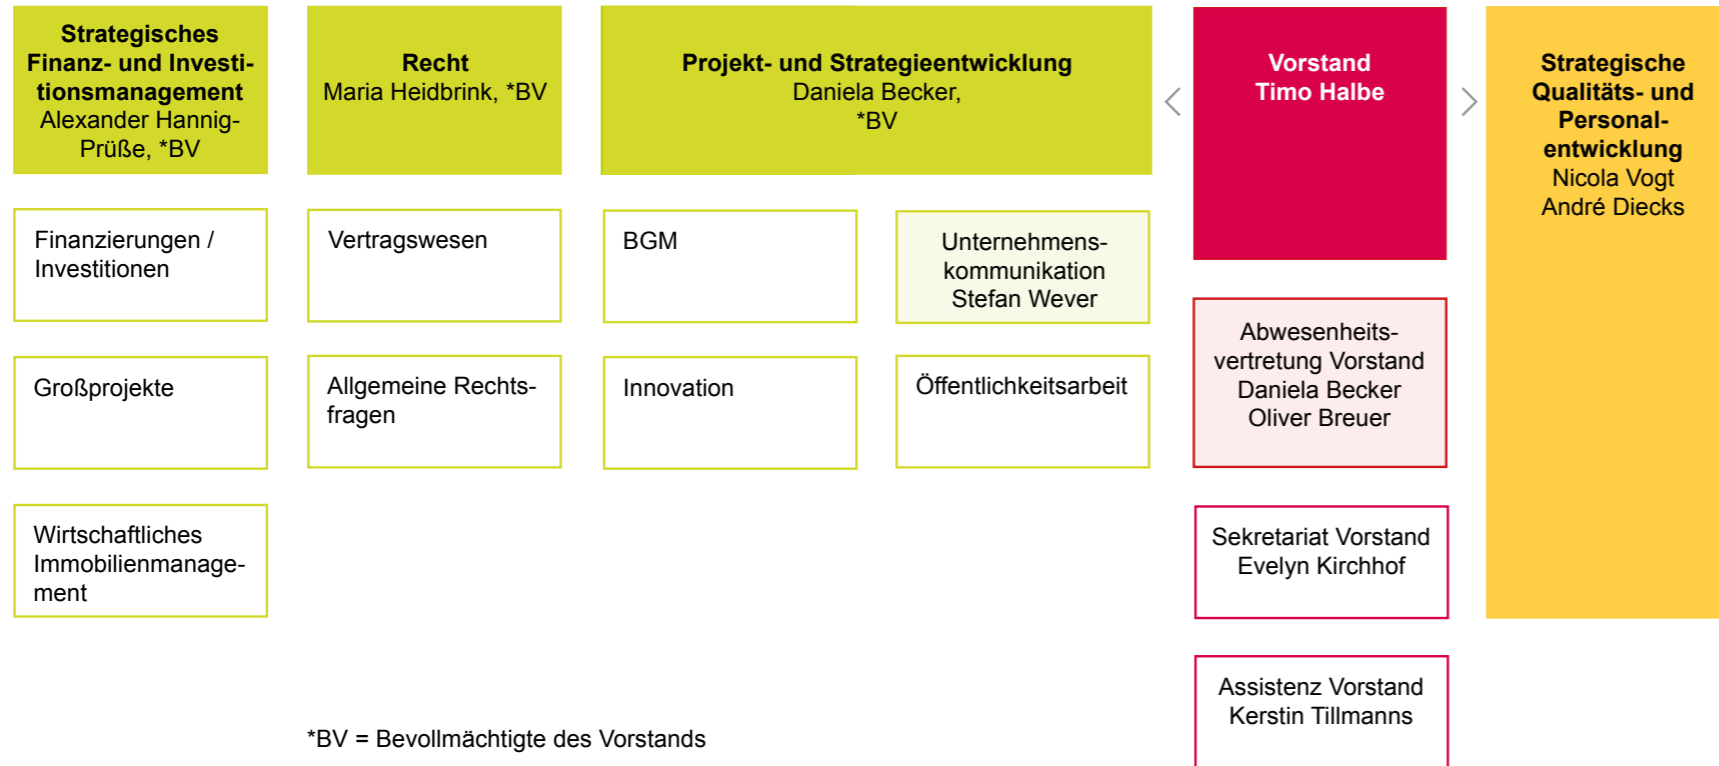 Strategisches
Finanz- und Investi-
tionsmanagement
Alexander Hannig-
Prüße, *BV
Recht
Maria Heidbrink, *BV
Projekt- und Strategieentwicklung
Daniela Becker,
*BV
Vorstand
Timo Halbe
Strategische
Qualitäts- und
Personal-
entwicklung
Nicola Vogt
André Diecks
Finanzierungen /
Investitionen
Vertragswesen
BGM
Unternehmens-
kommunikation
Stefan Wever
Abwesenheits-
vertretung Vorstand
Daniela Becker
Oliver Breuer
Großprojekte
Allgemeine Rechts-
fragen
Innovation
Öffentlichkeitsarbeit
Wirtschaftliches
Immobilienmanage-
ment
Sekretariat Vorstand
Evelyn Kirchhof
Assistenz Vorstand
Kerstin Tillmanns
*BV = Bevollmächtigte des Vorstands